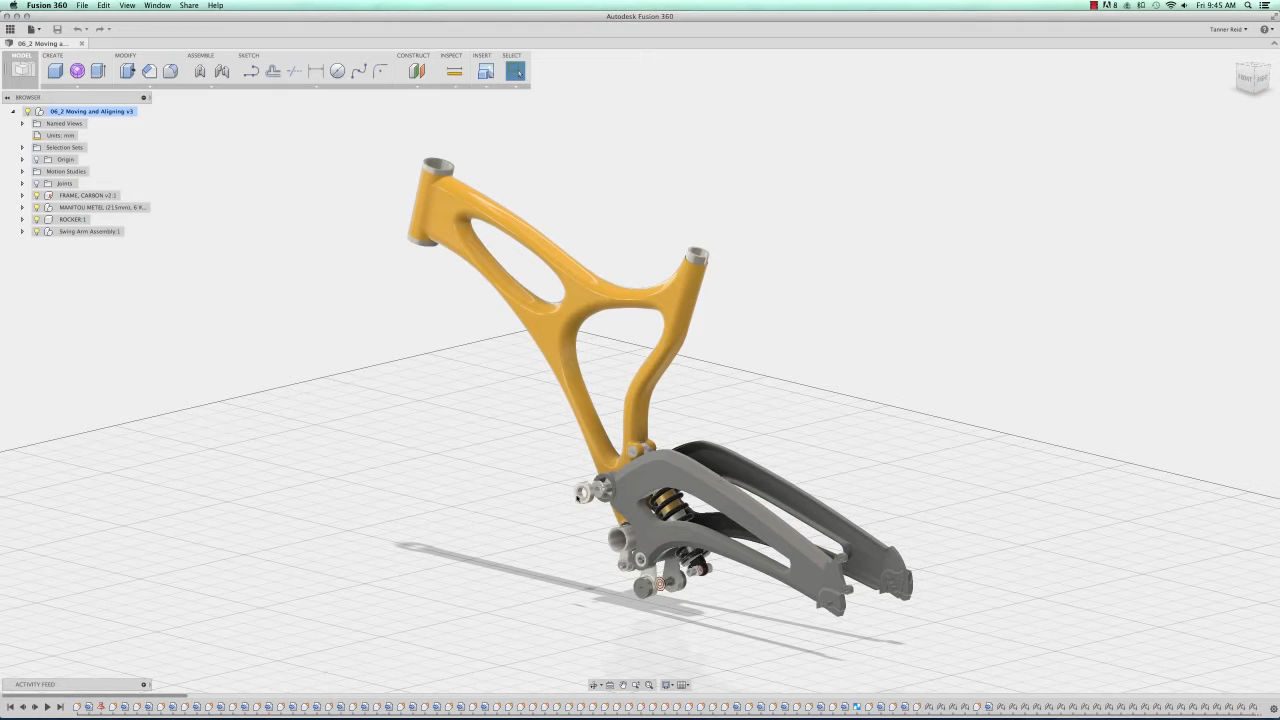 Fusion 360 File Edit View Window Share Help
8 Fri 9:45 AM
Autodesk Fusion 360
Tanner Reid
06_2 Moving a...
MODEL CREATE MODIFY ASSEMBLE SKETCH CONSTRUCT INSPECT INSERT SELECT
BROWSER
06_2 Moving and Aligning v3
Named Views
Units: mm
Selection Sets
Origin
Motion Studies
Joints
FRAME, CARBON v2:1
ROCKER:1
Swing Arm Assembly:1
FRONT
ACTIVITY FEED